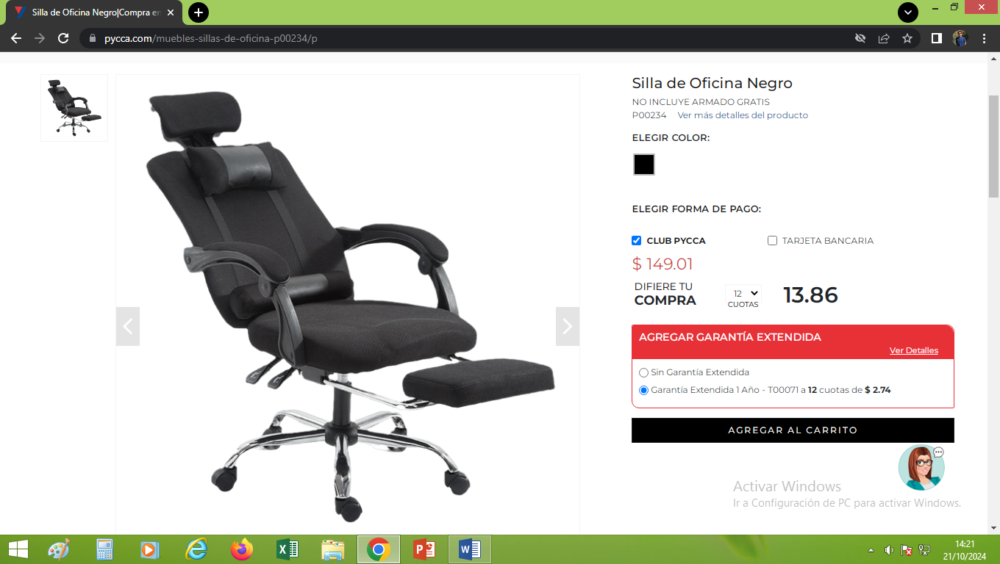 Silla de Oficina Negro|Compra en
pycca.com/muebles-sillas-de-oficina-p00234/p
Silla de Oficina Negro
NO INCLUYE ARMADO GRATIS
P00234 Ver más detalles del producto
ELEGIR COLOR:
ELEGIR FORMA DE PAGO:
CLUB PYCCA TARJETA BANCARIA
$ 149.01
DIFIERE TU
COMPRA
12
CUOTAS
13.86
AGREGAR GARANTÍA EXTENDIDA
Ver Detalles
Sin Garantía Extendida
Garantía Extendida 1 Año - T00071 a 12 cuotas de $ 2.74
AGREGAR AL CARRITO
Activar Windows
Ir a Configuración de PC para activar Windows.
14:21
21/10/2024